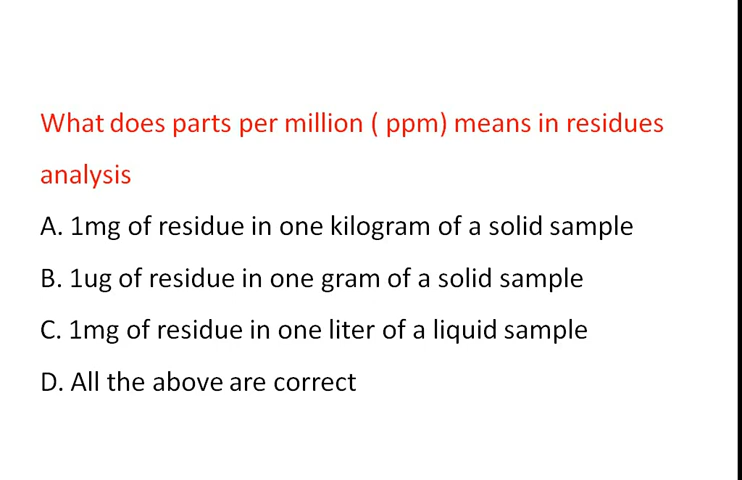 What does parts per million ( ppm) means in residues
analysis
A. 1mg of residue in one kilogram of a solid sample
B. 1ug of residue in one gram of a solid sample
C. 1mg of residue in one liter of a liquid sample
D. All the above are correct